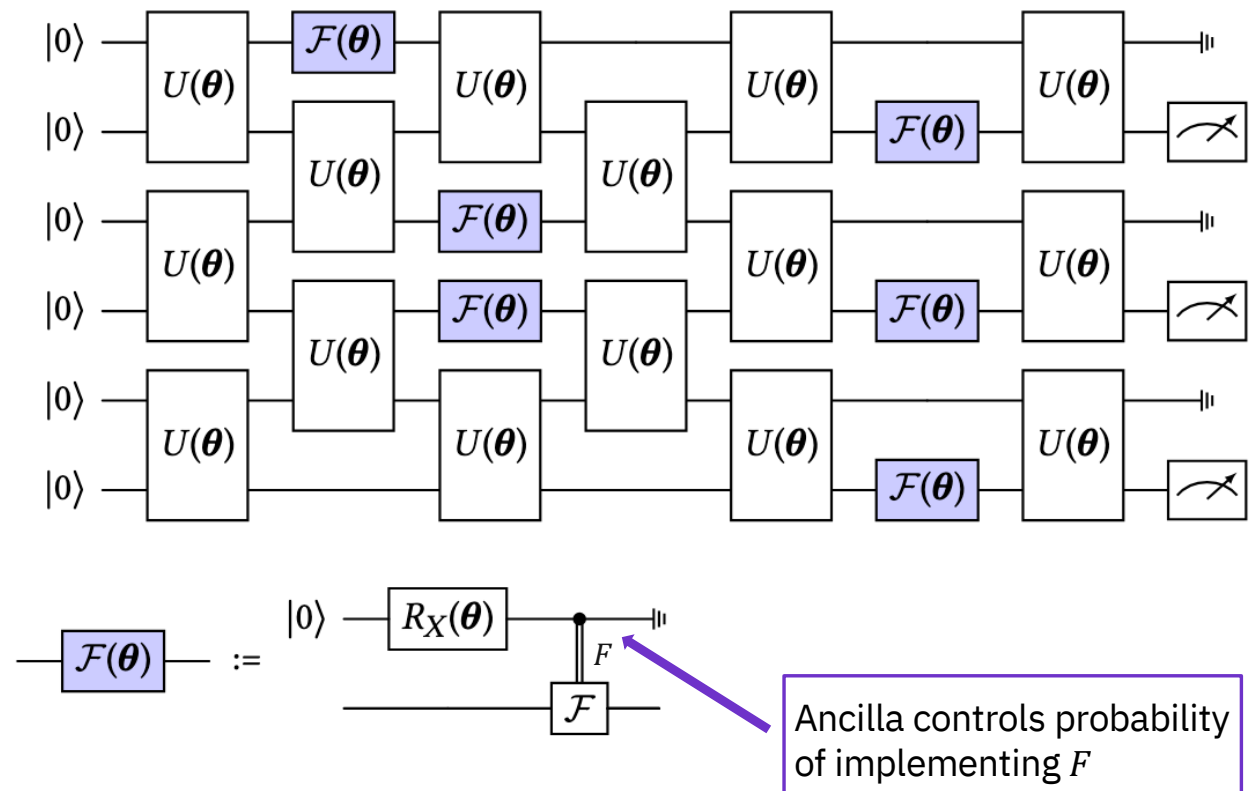 |0⟩ 𝓕(𝜽)
U(𝜽) U(𝜽) U(𝜽) U(𝜽)
|0⟩ 𝓕(𝜽)
U(𝜽) U(𝜽)
|0⟩ 𝓕(𝜽)
U(𝜽) U(𝜽) U(𝜽)
|0⟩ 𝓕(𝜽) 𝓕(𝜽)
U(𝜽) U(𝜽)
|0⟩
U(𝜽) U(𝜽) U(𝜽) U(𝜽)
|0⟩ 𝓕(𝜽)
|0⟩ R_X(𝜽)
𝓕(𝜽) := F
𝓕
Ancilla controls probability
of implementing F